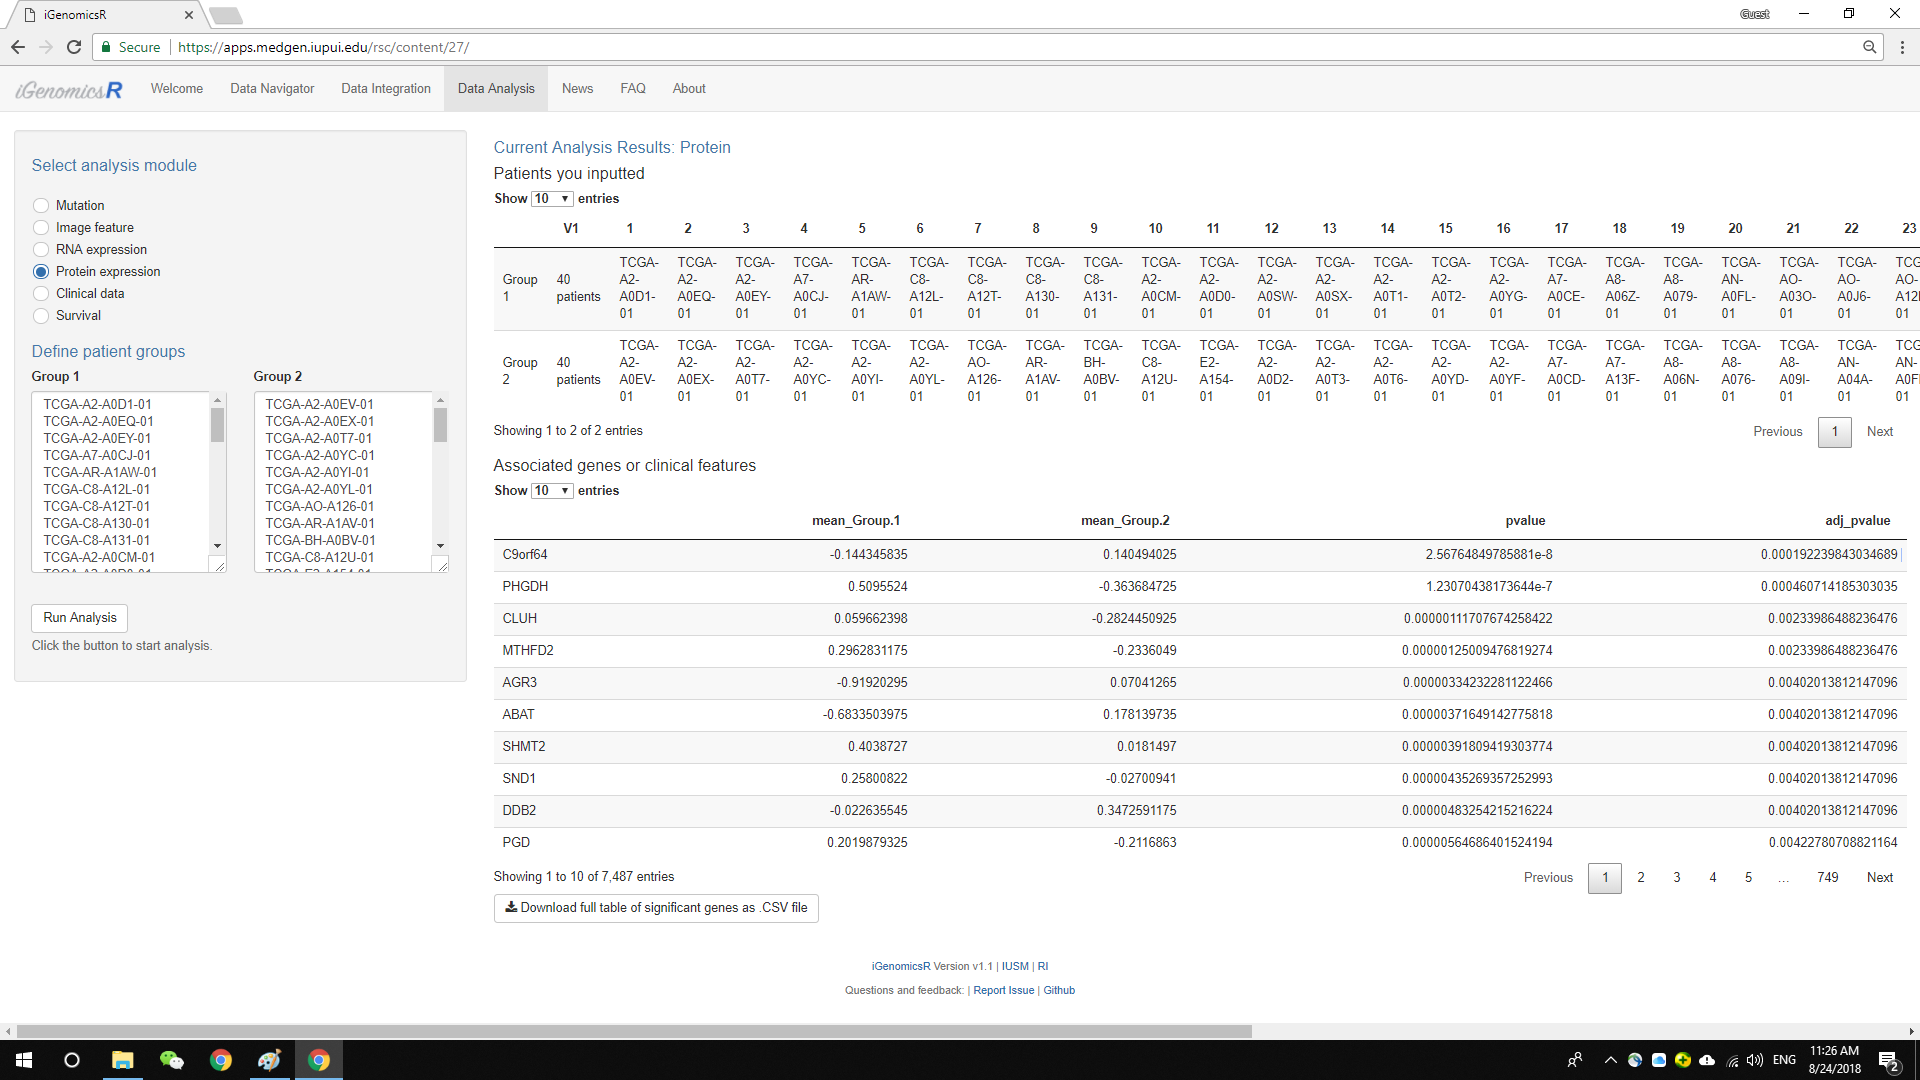 iGenomicsR
Guest
Secure https://apps.medgen.iupui.edu/rsc/content/27/
iGenomicsR Welcome Data Navigator Data Integration Data Analysis News FAQ About
Select analysis module
Mutation
Image feature
RNA expression
Protein expression
Clinical data
Survival
Define patient groups
Group 1 Group 2
TCGA-A2-A0D1-01 TCGA-A2-A0EV-01
TCGA-A2-A0EQ-01 TCGA-A2-A0EX-01
TCGA-A2-A0EY-01 TCGA-A2-A0T7-01
TCGA-A7-A0CJ-01 TCGA-A2-A0YC-01
TCGA-AR-A1AW-01 TCGA-A2-A0YI-01
TCGA-C8-A12L-01 TCGA-A2-A0YL-01
TCGA-C8-A12T-01 TCGA-AO-A126-01
TCGA-C8-A130-01 TCGA-AR-A1AV-01
TCGA-C8-A131-01 TCGA-BH-A0BV-01
TCGA-A2-A0CM-01 TCGA-C8-A12U-01
Run Analysis
Click the button to start analysis.
Current Analysis Results: Protein
Patients you inputted
Show 10 entries
V1 1 2 3 4 5 6 7 8 9 10 11 12 13 14 15 16 17 18 19 20 21 22 23
TCGA- TCGA- TCGA- TCGA- TCGA- TCGA- TCGA- TCGA- TCGA- TCGA- TCGA- TCGA- TCGA- TCGA- TCGA- TCGA- TCGA- TCGA- TCGA- TCGA- TCGA- TCGA- TCGA-
Group 40 A2- A2- A2- A7- AR- C8- C8- C8- C8- A2- A2- A2- A2- A2- A2- A2- A7- A8- A8- AN- AO- AO- AO-
1 patients A0D1- A0EQ- A0EY- A0CJ- A1AW- A12L- A12T- A130- A131- A0CM- A0D0- A0SW- A0SX- A0T1- A0T2- A0YG- A0CE- A06Z- A079- A0FL- A03O- A0J6- A12
01 01 01 01 01 01 01 01 01 01 01 01 01 01 01 01 01 01 01 01 01 01 01
TCGA- TCGA- TCGA- TCGA- TCGA- TCGA- TCGA- TCGA- TCGA- TCGA- TCGA- TCGA- TCGA- TCGA- TCGA- TCGA- TCGA- TCGA- TCGA- TCGA- TCGA- TCGA- TCGA-
Group 40 A2- A2- A2- A2- A2- A2- AO- AR- BH- C8- E2- A2- A2- A2- A2- A2- A7- A7- A8- A8- A8- AN- AN-
2 patients A0EV- A0EX- A0T7- A0YC- A0YI- A0YL- A126- A1AV- A0BV- A12U- A154- A0D2- A0T3- A0T6- A0YD- A0YF- A0CD- A13F- A06N- A076- A09I- A04A- A0F
01 01 01 01 01 01 01 01 01 01 01 01 01 01 01 01 01 01 01 01 01 01 01
Showing 1 to 2 of 2 entries Previous 1 Next
Associated genes or clinical features
Show 10 entries
mean_Group.1 mean_Group.2 pvalue adj_pvalue
C9orf64 -0.144345835 0.140494025 2.56764849785881e-8 0.000192239843034689
PHGDH 0.5095524 -0.363684725 1.23070438173644e-7 0.000460714185303035
CLUH 0.059662398 -0.2824450925 0.00000111707674258422 0.00233986488236476
MTHFD2 0.2962831175 -0.2336049 0.00000125009476819274 0.00233986488236476
AGR3 -0.91920295 0.07041265 0.00000334232281122466 0.00402013812147096
ABAT -0.6833503975 0.178139735 0.00000371649142775818 0.00402013812147096
SHMT2 0.4038727 0.0181497 0.00000391809419303774 0.00402013812147096
SND1 0.25800822 -0.02700941 0.00000435269357252993 0.00402013812147096
DDB2 -0.022635545 0.3472591175 0.00000483254215216224 0.00402013812147096
PGD 0.2019879325 -0.2116863 0.00000564686401524194 0.00422780708821164
Showing 1 to 10 of 7,487 entries Previous 1 2 3 4 5 … 749 Next
Download full table of significant genes as .CSV file
iGenomicsR Version v1.1 | IUSM | RI
Questions and feedback: | Report Issue | Github
ENG
11:26 AM
8/24/2018
2